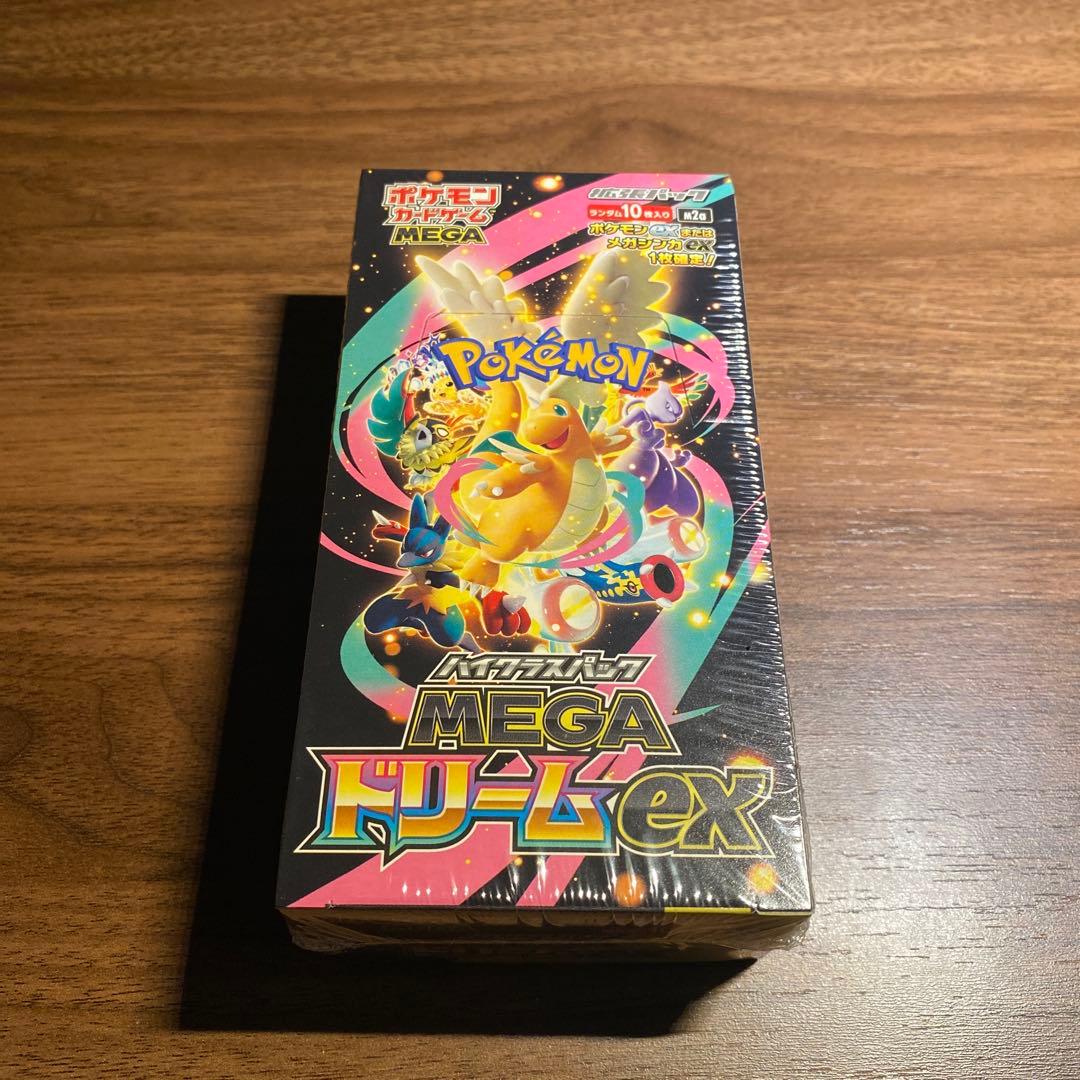 ポケモン
カードゲーム
MEGA
拡張パック
ランダム10枚入り M2a
ポケモンexまたは
メガシンカex
1枚確定!
POKéMON
TM
ハイクラスパック
MEGA
ドリームex